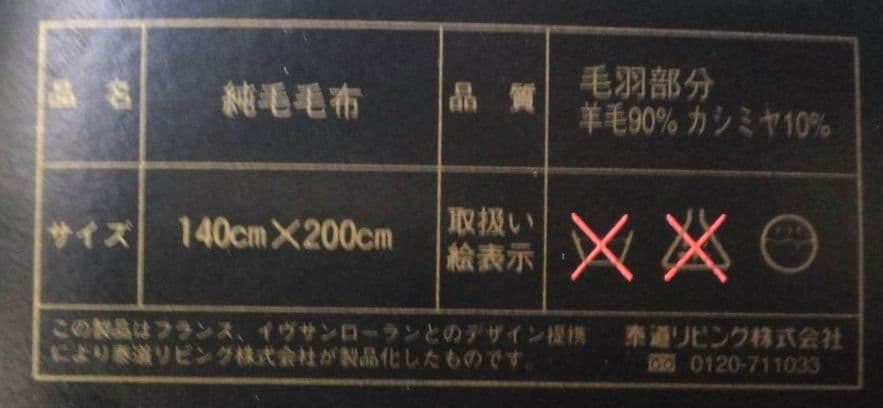 品名
純毛毛布
品質
毛羽部分
羊毛90% カシミヤ10%
サイズ
140cm×200cm
取扱い
絵表示
この製品はフランス、イヴサンローランとのデザイン提携
により泰道リビング株式会社が製品化したものです。
泰道リビング株式会社
0120-711033